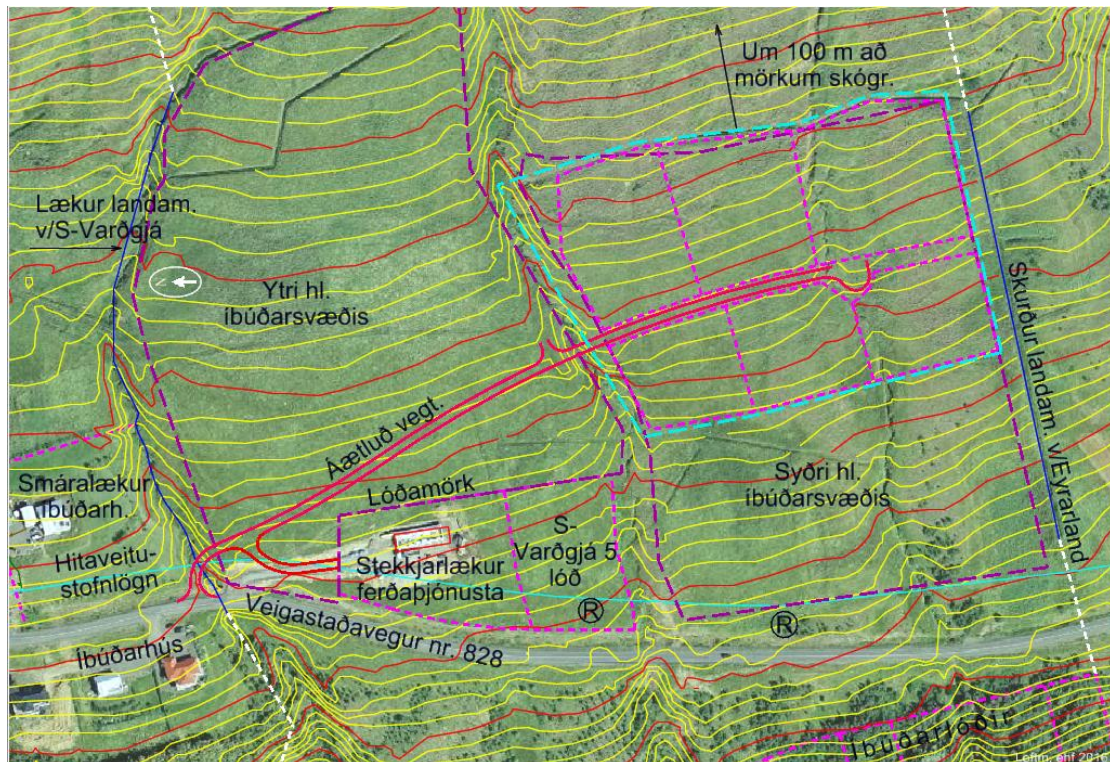 Um 100 m að
mörkum skógr.
Lækur landam.
v/S-Varðgjá
N
Ytri hl.
íbúðarsvæðis
Skurður landam. v/Eyrarland
Áætluð vegt.
Lóðamörk
Smáralækur
íbúðarh.
Syðri hl.
íbúðarsvæðis
S-
Varðgjá 5
lóð
Hitaveitu-
stofnlögn
Stekkjarlækur
ferðaþjónusta
R
R
Veigastaðavegur nr. 828
Íbúðarhús
Íbúðarlóðir